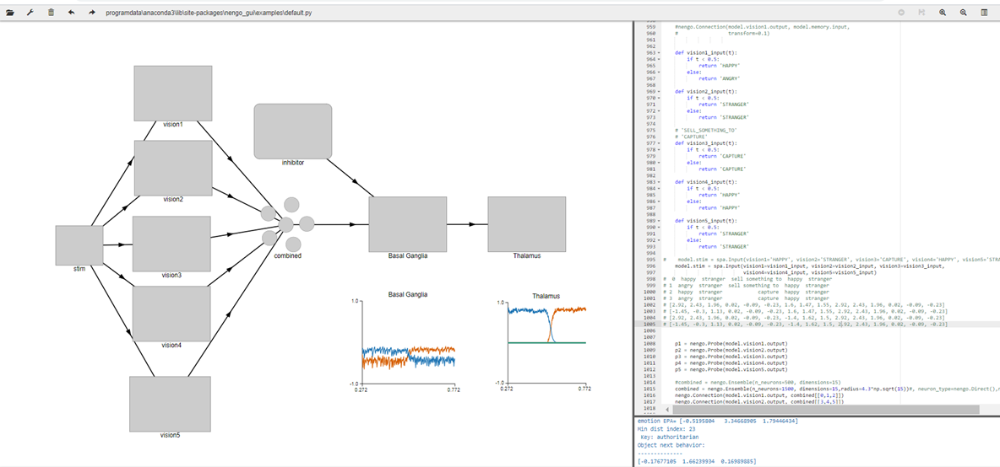 programdata\anaconda3\lib\site-packages\nengo_gui\examples\default.py
vision1
vision2
inhibitor
stim
vision3
combined
Basal Ganglia
Thalamus
vision4
vision5
Basal Ganglia
1.0
-1.0
0.272
0.772
Thalamus
1.0
-1.0
0.272
0.772
959 #nengo.Connection(model.vision1.output, model.memory.input,
960 # transform=0.1)
961
962
963 def vision1_input(t):
964 if t < 0.5:
965 return 'HAPPY'
966 else:
967 return 'ANGRY'
968
969 def vision2_input(t):
970 if t < 0.5:
971 return 'STRANGER'
972 else:
973 return 'STRANGER'
974
975 # 'SELL_SOMETHING_TO'
976 # 'CAPTURE'
977 def vision3_input(t):
978 if t < 0.5:
979 return 'CAPTURE'
980 else:
981 return 'CAPTURE'
982
983 def vision4_input(t):
984 if t < 0.5:
985 return 'HAPPY'
986 else:
987 return 'HAPPY'
988
989 def vision5_input(t):
990 if t < 0.5:
991 return 'STRANGER'
992 else:
993 return 'STRANGER'
994
995 # model.stim = spa.Input(vision1='HAPPY', vision2='STRANGER', vision3='CAPTURE', vision4='HAPPY', vision5='STRA
996 model.stim = spa.Input(vision1=vision1_input, vision2=vision2_input, vision3=vision3_input,
997 vision4=vision4_input, vision5=vision5_input)
998 # 0 happy stranger sell something to happy stranger
999 # 1 angry stranger sell something to happy stranger
1000 # 2 happy stranger capture happy stranger
1001 # 3 angry stranger capture happy stranger
1002 # [2.92, 2.43, 1.96, 0.02, -0.09, -0.23, 1.6, 1.47, 1.55, 2.92, 2.43, 1.96, 0.02, -0.09, -0.23]
1003 # [-1.45, -0.3, 1.13, 0.02, -0.09, -0.23, 1.6, 1.47, 1.55, 2.92, 2.43, 1.96, 0.02, -0.09, -0.23]
1004 # [2.92, 2.43, 1.96, 0.02, -0.09, -0.23, -1.4, 1.62, 1.5, 2.92, 2.43, 1.96, 0.02, -0.09, -0.23]
1005 # [-1.45, -0.3, 1.13, 0.02, -0.09, -0.23, -1.4, 1.62, 1.5, 2.92, 2.43, 1.96, 0.02, -0.09, -0.23]
1006
1007
1008 p1 = nengo.Probe(model.vision1.output)
1009 p2 = nengo.Probe(model.vision2.output)
1010 p3 = nengo.Probe(model.vision3.output)
1011 p4 = nengo.Probe(model.vision4.output)
1012 p5 = nengo.Probe(model.vision5.output)
1013
1014 #combined = nengo.Ensemble(n_neurons=500, dimensions=15)
1015 combined = nengo.Ensemble(n_neurons=1500, dimensions=15,radius=4.3*np.sqrt(15))#, neuron_type=nengo.Direct(),n
1016 nengo.Connection(model.vision1.output, combined[[0,1,2]])
1017 nengo.Connection(model.vision2.output, combined[[3,4,5]])
1018
emotion EPA= [-0.5195804 3.34668905 1.79446434]
Min dist index: 23
Key: authoritarian
Object next behavior:
--------------
[-0.17677105 1.66239934 0.16989885]